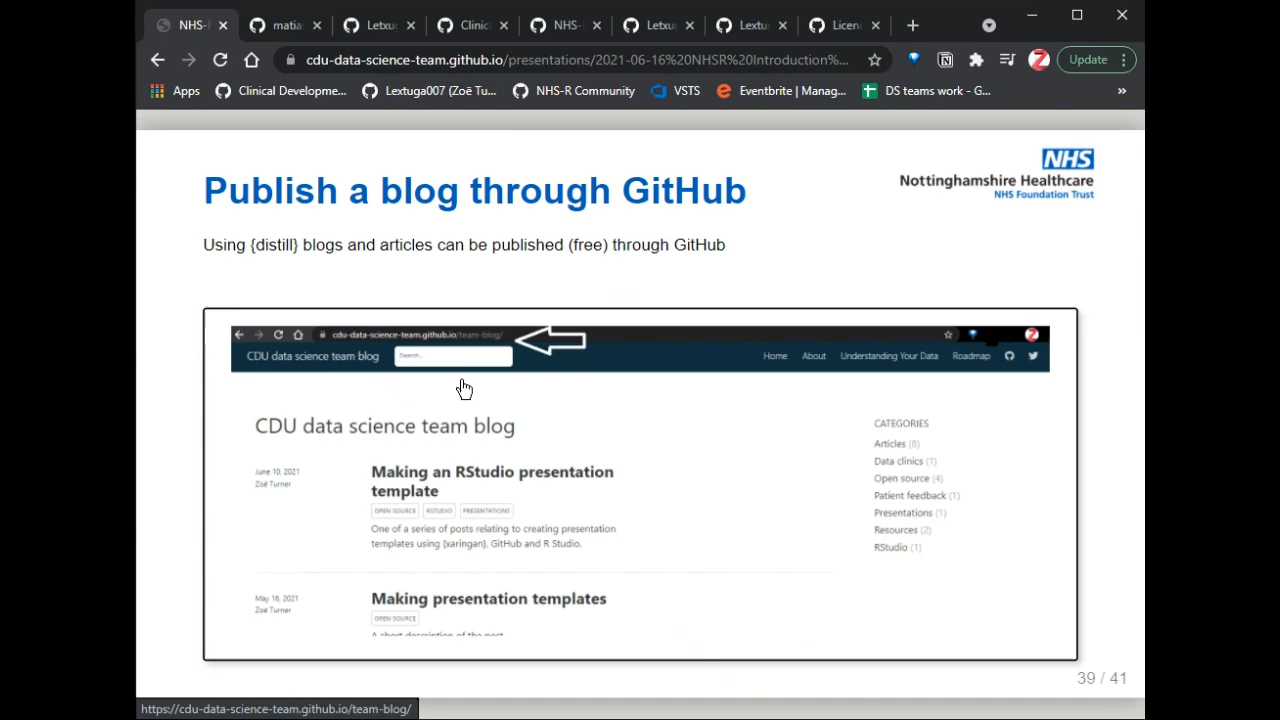 NHS-
matia
Letxu
Clinic
NHS-
Letxu
Lextu
Licen
cdu-data-science-team.github.io/presentations/2021-06-16%20NHSR%20Introduction%...
Update
Apps
Clinical Developme...
Lextuga007 (Zoë Tu...
NHS-R Community
VSTS
Eventbrite | Manag...
DS teams work - G...
»
Publish a blog through GitHub
NHS
Nottinghamshire Healthcare
NHS Foundation Trust
Using {distill} blogs and articles can be published (free) through GitHub
cdu-data-science-team.github.io/team-blog/
CDU data science team blog
Search...
Home
About
Understanding Your Data
Roadmap
CDU data science team blog
June 10, 2021
Zoë Turner
Making an RStudio presentation
template
OPEN SOURCE
RSTUDIO
PRESENTATIONS
One of a series of posts relating to creating presentation
templates using {xaringan}, GitHub and R Studio.
May 16, 2021
Zoë Turner
Making presentation templates
OPEN SOURCE
A short description of the post.
CATEGORIES
Articles (8)
Data clinics (1)
Open source (4)
Patient feedback (1)
Presentations (1)
Resources (2)
RStudio (1)
39 / 41
https://cdu-data-science-team.github.io/team-blog/